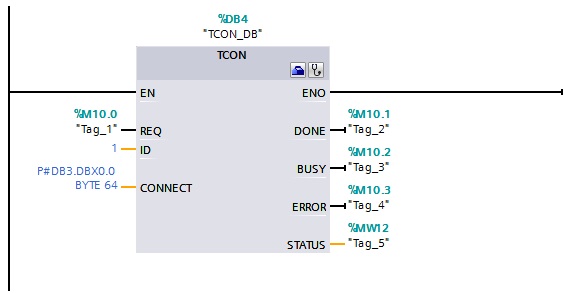 %DB4
"TCON_DB"
TCON
EN
ENO
%M10.0
"Tag_1"
REQ
1
ID
P#DB3.DBX0.0
BYTE 64
CONNECT
%M10.1
DONE
"Tag_2"
%M10.2
BUSY
"Tag_3"
%M10.3
ERROR
"Tag_4"
%MW12
STATUS
"Tag_5"